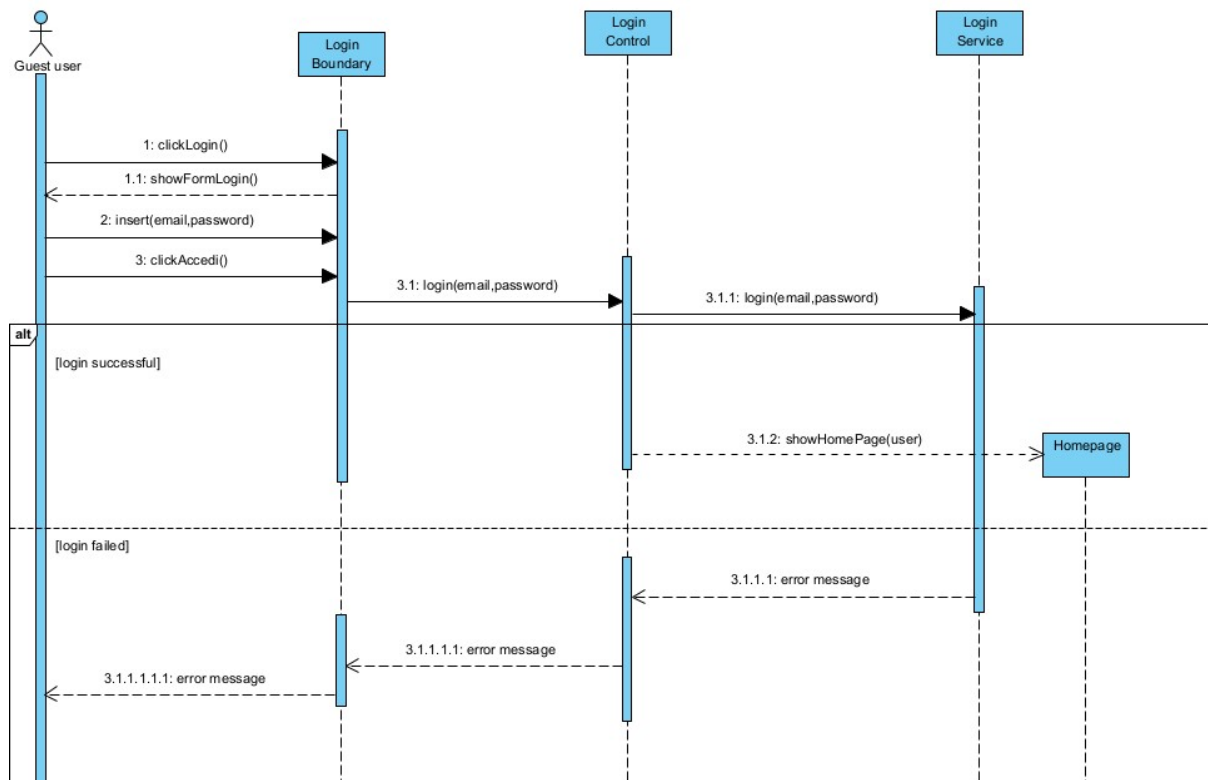 Guest user
Login
Boundary
Login
Control
Login
Service
1: clickLogin()
1.1: showFormLogin()
2: insert(email,password)
3: clickAccedi()
3.1: login(email,password)
3.1.1: login(email,password)
alt
[login successful]
3.1.2: showHomePage(user)
Homepage
[login failed]
3.1.1.1: error message
3.1.1.1.1: error message
3.1.1.1.1.1: error message